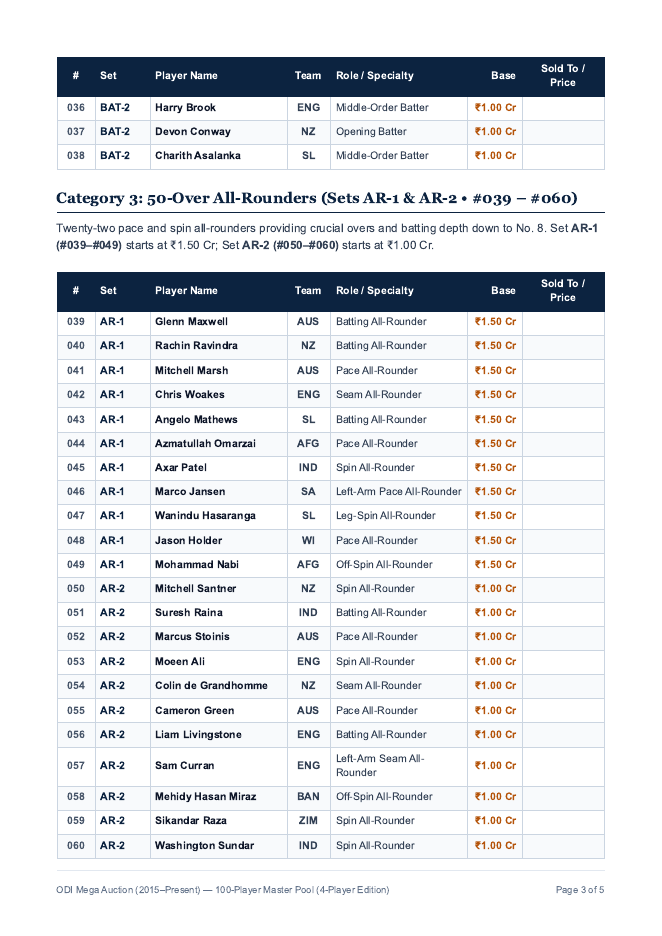 # Set Player Name Team Role / Specialty Base Sold To / Price
036 BAT-2 Harry Brook ENG Middle-Order Batter ₹1.00 Cr
037 BAT-2 Devon Conway NZ Opening Batter ₹1.00 Cr
038 BAT-2 Charith Asalanka SL Middle-Order Batter ₹1.00 Cr
Category 3: 50-Over All-Rounders (Sets AR-1 & AR-2 • #039 – #060)
Twenty-two pace and spin all-rounders providing crucial overs and batting depth down to No. 8. Set AR-1
(#039–#049) starts at ₹1.50 Cr; Set AR-2 (#050–#060) starts at ₹1.00 Cr.
# Set Player Name Team Role / Specialty Base Sold To / Price
039 AR-1 Glenn Maxwell AUS Batting All-Rounder ₹1.50 Cr
040 AR-1 Rachin Ravindra NZ Batting All-Rounder ₹1.50 Cr
041 AR-1 Mitchell Marsh AUS Pace All-Rounder ₹1.50 Cr
042 AR-1 Chris Woakes ENG Seam All-Rounder ₹1.50 Cr
043 AR-1 Angelo Mathews SL Batting All-Rounder ₹1.50 Cr
044 AR-1 Azmatullah Omarzai AFG Pace All-Rounder ₹1.50 Cr
045 AR-1 Axar Patel IND Spin All-Rounder ₹1.50 Cr
046 AR-1 Marco Jansen SA Left-Arm Pace All-Rounder ₹1.50 Cr
047 AR-1 Wanindu Hasaranga SL Leg-Spin All-Rounder ₹1.50 Cr
048 AR-1 Jason Holder WI Pace All-Rounder ₹1.50 Cr
049 AR-1 Mohammad Nabi AFG Off-Spin All-Rounder ₹1.50 Cr
050 AR-2 Mitchell Santner NZ Spin All-Rounder ₹1.00 Cr
051 AR-2 Suresh Raina IND Batting All-Rounder ₹1.00 Cr
052 AR-2 Marcus Stoinis AUS Pace All-Rounder ₹1.00 Cr
053 AR-2 Moeen Ali ENG Spin All-Rounder ₹1.00 Cr
054 AR-2 Colin de Grandhomme NZ Seam All-Rounder ₹1.00 Cr
055 AR-2 Cameron Green AUS Pace All-Rounder ₹1.00 Cr
056 AR-2 Liam Livingstone ENG Batting All-Rounder ₹1.00 Cr
057 AR-2 Sam Curran ENG Left-Arm Seam All-Rounder ₹1.00 Cr
058 AR-2 Mehidy Hasan Miraz BAN Off-Spin All-Rounder ₹1.00 Cr
059 AR-2 Sikandar Raza ZIM Spin All-Rounder ₹1.00 Cr
060 AR-2 Washington Sundar IND Spin All-Rounder ₹1.00 Cr
ODI Mega Auction (2015–Present) — 100-Player Master Pool (4-Player Edition) Page 3 of 5